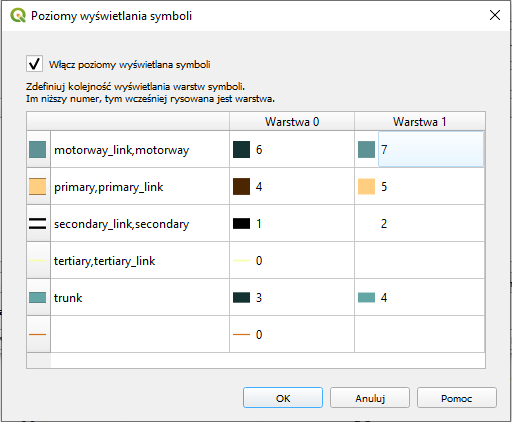 Poziomy wyświetlania symboli
Włącz poziomy wyświetlana symboli
Zdefiniuj kolejność wyświetlania warstw symboli.
Im niższy numer, tym wcześniej rysowana jest warstwa.
Warstwa 0 Warstwa 1
motorway_link,motorway 6 7
primary,primary_link 4 5
secondary_link,secondary 1 2
tertiary,tertiary_link 0
trunk 3 4
0
OK Anuluj Pomoc